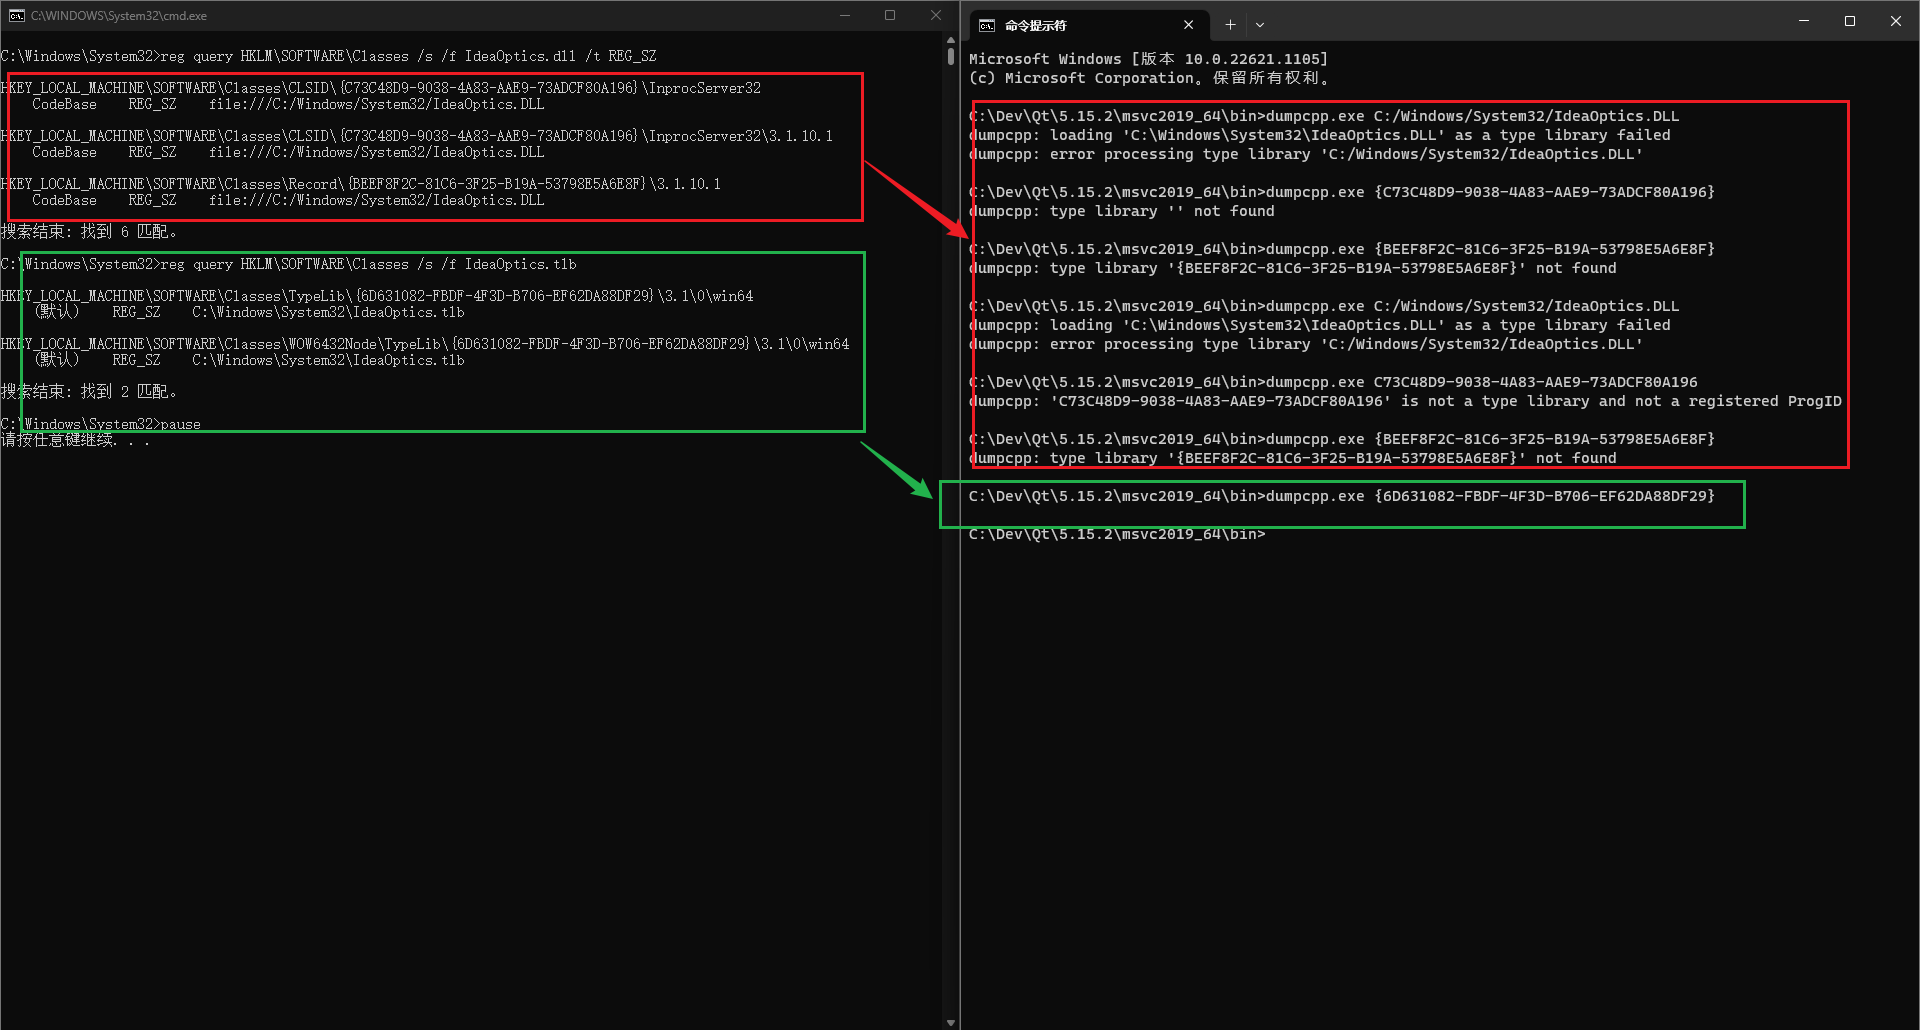 C:\WINDOWS\System32\cmd.exe
C:\Windows\System32>reg query HKLM\SOFTWARE\Classes /s /f IdeaOptics.dll /t REG_SZ
HKEY_LOCAL_MACHINE\SOFTWARE\Classes\CLSID\{C73C48D9-9038-4A83-AAE9-73ADCF80A196}\InprocServer32
CodeBase    REG_SZ    file:///C:/Windows/System32/IdeaOptics.DLL
HKEY_LOCAL_MACHINE\SOFTWARE\Classes\CLSID\{C73C48D9-9038-4A83-AAE9-73ADCF80A196}\InprocServer32\3.1.10.1
CodeBase    REG_SZ    file:///C:/Windows/System32/IdeaOptics.DLL
HKEY_LOCAL_MACHINE\SOFTWARE\Classes\Record\{BEEF8F2C-81C6-3F25-B19A-53798E5A6E8F}\3.1.10.1
CodeBase    REG_SZ    file:///C:/Windows/System32/IdeaOptics.DLL
搜索结束: 找到 6 匹配。
C:\Windows\System32>reg query HKLM\SOFTWARE\Classes /s /f IdeaOptics.tlb
HKEY_LOCAL_MACHINE\SOFTWARE\Classes\TypeLib\{6D631082-FBDF-4F3D-B706-EF62DA88DF29}\3.1\0\win64
(默认)    REG_SZ    C:\Windows\System32\IdeaOptics.tlb
HKEY_LOCAL_MACHINE\SOFTWARE\Classes\WOW6432Node\TypeLib\{6D631082-FBDF-4F3D-B706-EF62DA88DF29}\3.1\0\win64
(默认)    REG_SZ    C:\Windows\System32\IdeaOptics.tlb
搜索结束: 找到 2 匹配。
C:\Windows\System32>pause
请按任意键继续. . .
命令提示符
Microsoft Windows [版本 10.0.22621.1105]
(c) Microsoft Corporation。保留所有权利。
C:\Dev\Qt\5.15.2\msvc2019_64\bin>dumpcpp.exe C:/Windows/System32/IdeaOptics.DLL
dumpcpp: loading 'C:\Windows\System32\IdeaOptics.DLL' as a type library failed
dumpcpp: error processing type library 'C:/Windows/System32/IdeaOptics.DLL'
C:\Dev\Qt\5.15.2\msvc2019_64\bin>dumpcpp.exe {C73C48D9-9038-4A83-AAE9-73ADCF80A196}
dumpcpp: type library '' not found
C:\Dev\Qt\5.15.2\msvc2019_64\bin>dumpcpp.exe {BEEF8F2C-81C6-3F25-B19A-53798E5A6E8F}
dumpcpp: type library '{BEEF8F2C-81C6-3F25-B19A-53798E5A6E8F}' not found
C:\Dev\Qt\5.15.2\msvc2019_64\bin>dumpcpp.exe C:/Windows/System32/IdeaOptics.DLL
dumpcpp: loading 'C:\Windows\System32\IdeaOptics.DLL' as a type library failed
dumpcpp: error processing type library 'C:/Windows/System32/IdeaOptics.DLL'
C:\Dev\Qt\5.15.2\msvc2019_64\bin>dumpcpp.exe C73C48D9-9038-4A83-AAE9-73ADCF80A196
dumpcpp: 'C73C48D9-9038-4A83-AAE9-73ADCF80A196' is not a type library and not a registered ProgID
C:\Dev\Qt\5.15.2\msvc2019_64\bin>dumpcpp.exe {BEEF8F2C-81C6-3F25-B19A-53798E5A6E8F}
dumpcpp: type library '{BEEF8F2C-81C6-3F25-B19A-53798E5A6E8F}' not found
C:\Dev\Qt\5.15.2\msvc2019_64\bin>dumpcpp.exe {6D631082-FBDF-4F3D-B706-EF62DA88DF29}
C:\Dev\Qt\5.15.2\msvc2019_64\bin>